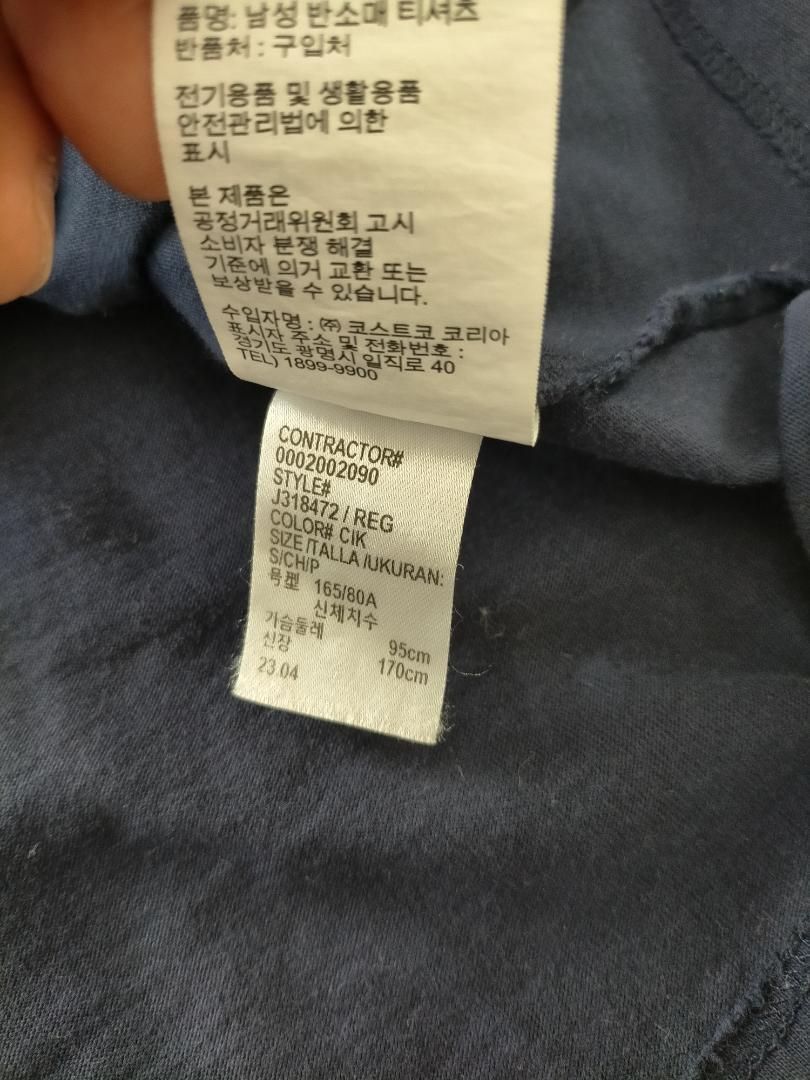 품명: 남성 반소매 티셔츠
반품처 : 구입처
전기용품 및 생활용품
안전관리법에 의한
표시
본 제품은
공정거래위원회 고시
소비자 분쟁 해결
기준에 의거 교환 또는
보상받을 수 있습니다.
수입자명 : ㈜ 코스트코 코리아
표시자 주소 및 전화번호 :
경기도 광명시 일직로 40
TEL) 1899-9900
CONTRACTOR#
0002002090
STYLE#
J318472 / REG
COLOR# CIK
SIZE /TALLA /UKURAN:
S/CH/P
号型 165/80A
신체치수
가슴둘레 95cm
신장 170cm
23.04